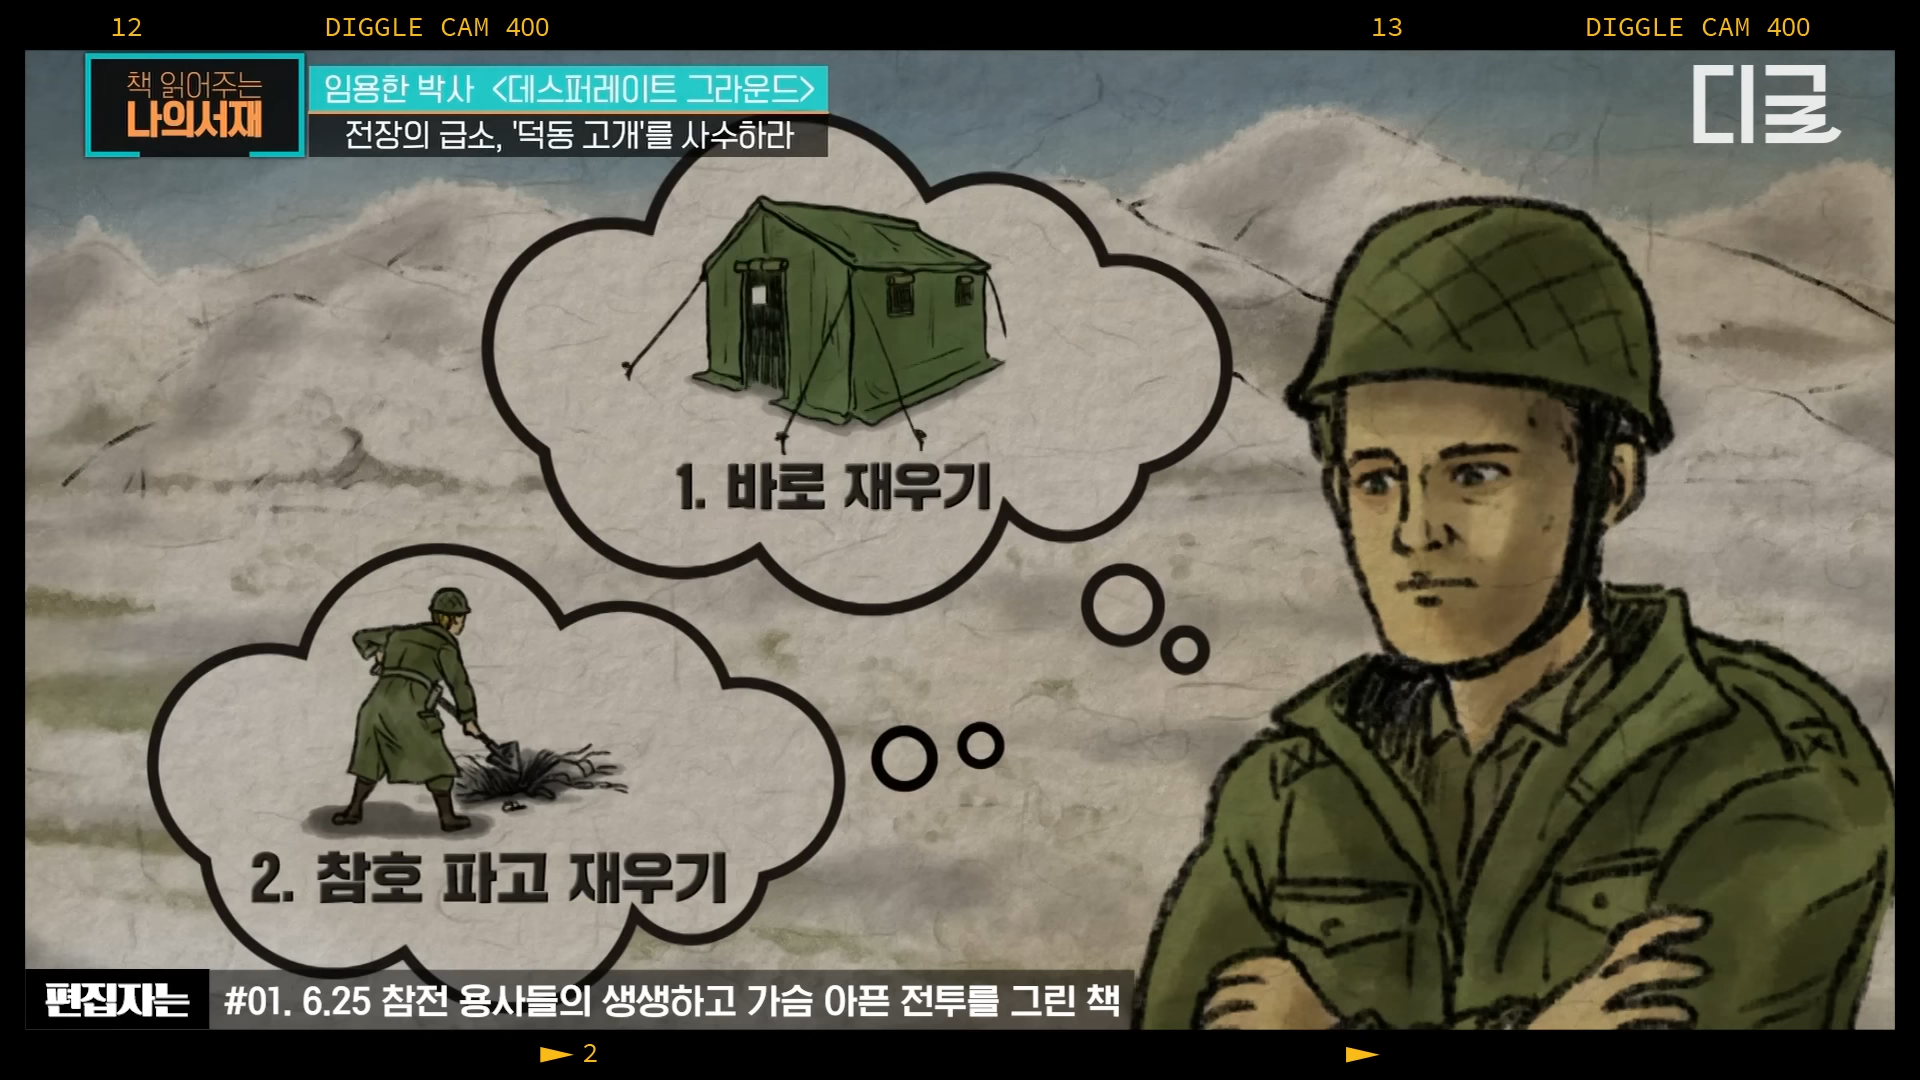 12
DIGGLE CAM 400
13
DIGGLE CAM 400
책 읽어주는
나의서재
임용한 박사 <데스퍼레이트 그라운드>
전장의 급소, '덕동 고개'를 사수하라
디글
1. 바로 재우기
2. 참호 파고 재우기
편집자는
#01. 6.25 참전 용사들의 생생하고 가슴 아픈 전투를 그린 책
2